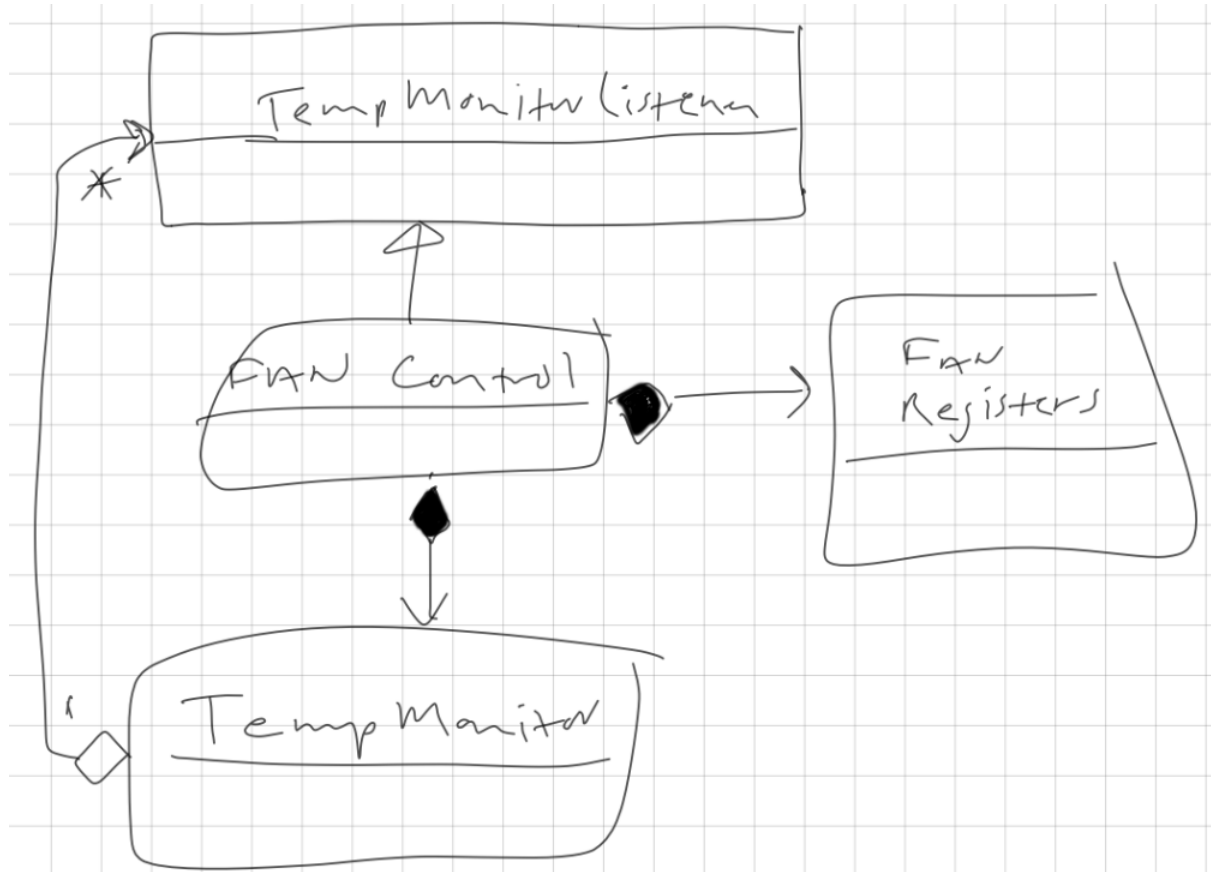 TempMonitorListener
*
FAN Control
FAN
Registers
1
TempMonitor